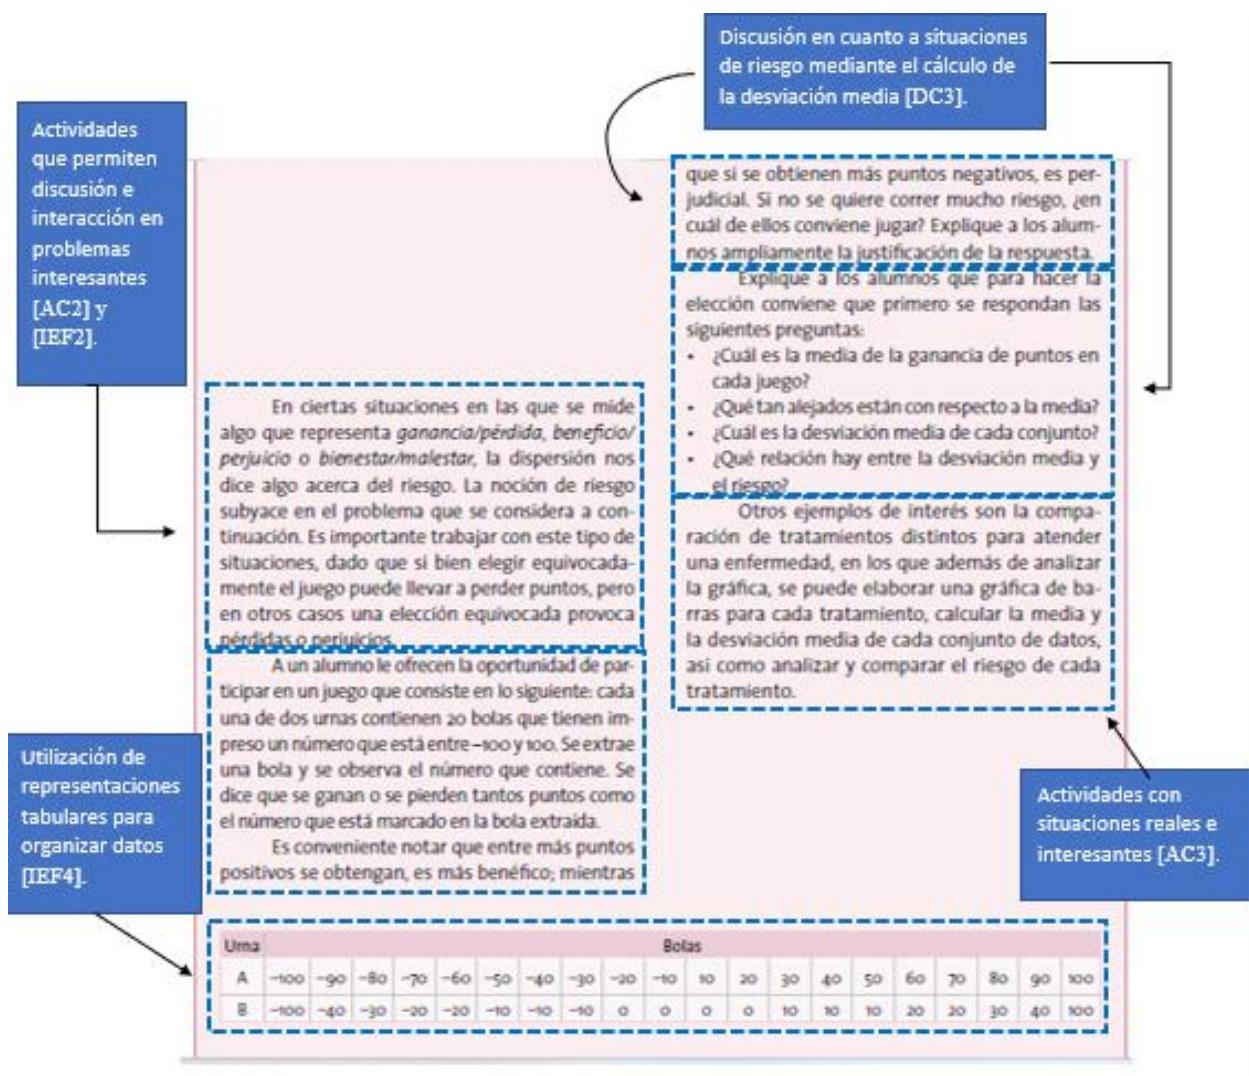 Discusión en cuanto a situaciones
de riesgo mediante el cálculo de
la desviación media [DC3].
Actividades
que permiten
discusión e
interacción en
problemas
interesantes
[AC2] y
[IEF2].
En ciertas situaciones en las que se mide
algo que representa ganancia/pérdida, beneficio/
perjuicio o bienestar/malestar, la dispersión nos
dice algo acerca del riesgo. La noción de riesgo
subyace en el problema que se considera a con-
tinuación. Es importante trabajar con este tipo de
situaciones, dado que si bien elegir equivocada-
mente el juego puede llevar a perder puntos, pero
en otros casos una elección equivocada provoca
pérdidas o perjuicios.
A un alumno le ofrecen la oportunidad de par-
ticipar en un juego que consiste en lo siguiente: cada
una de dos urnas contienen 20 bolas que tienen im-
preso un número que está entre –100 y 100. Se extrae
una bola y se observa el número que contiene. Se
dice que se ganan o se pierden tantos puntos como
el número que está marcado en la bola extraída.
Es conveniente notar que entre más puntos
positivos se obtengan, es más benéfico; mientras
que si se obtienen más puntos negativos, es per-
judicial. Si no se quiere correr mucho riesgo, ¿en
cuál de ellos conviene jugar? Explique a los alum-
nos ampliamente la justificación de la respuesta.
Explique a los alumnos que para hacer la
elección conviene que primero se respondan las
siguientes preguntas:
• ¿Cuál es la media de la ganancia de puntos en
cada juego?
• ¿Qué tan alejados están con respecto a la media?
• ¿Cuál es la desviación media de cada conjunto?
• ¿Qué relación hay entre la desviación media y
el riesgo?
Otros ejemplos de interés son la compa-
ración de tratamientos distintos para atender
una enfermedad, en los que además de analizar
la gráfica, se puede elaborar una gráfica de ba-
rras para cada tratamiento, calcular la media y
la desviación media de cada conjunto de datos,
así como analizar y comparar el riesgo de cada
tratamiento.
Utilización de
representaciones
tabulares para
organizar datos
[IEF4].
Actividades con
situaciones reales e
interesantes [AC3].
Urna Bolas
A –100 –90 –80 –70 –60 –50 –40 –30 –20 –10 10 20 30 40 50 60 70 80 90 100
B –100 –40 –30 –20 –20 –10 –10 –10 0 0 0 0 10 10 10 20 20 30 40 100